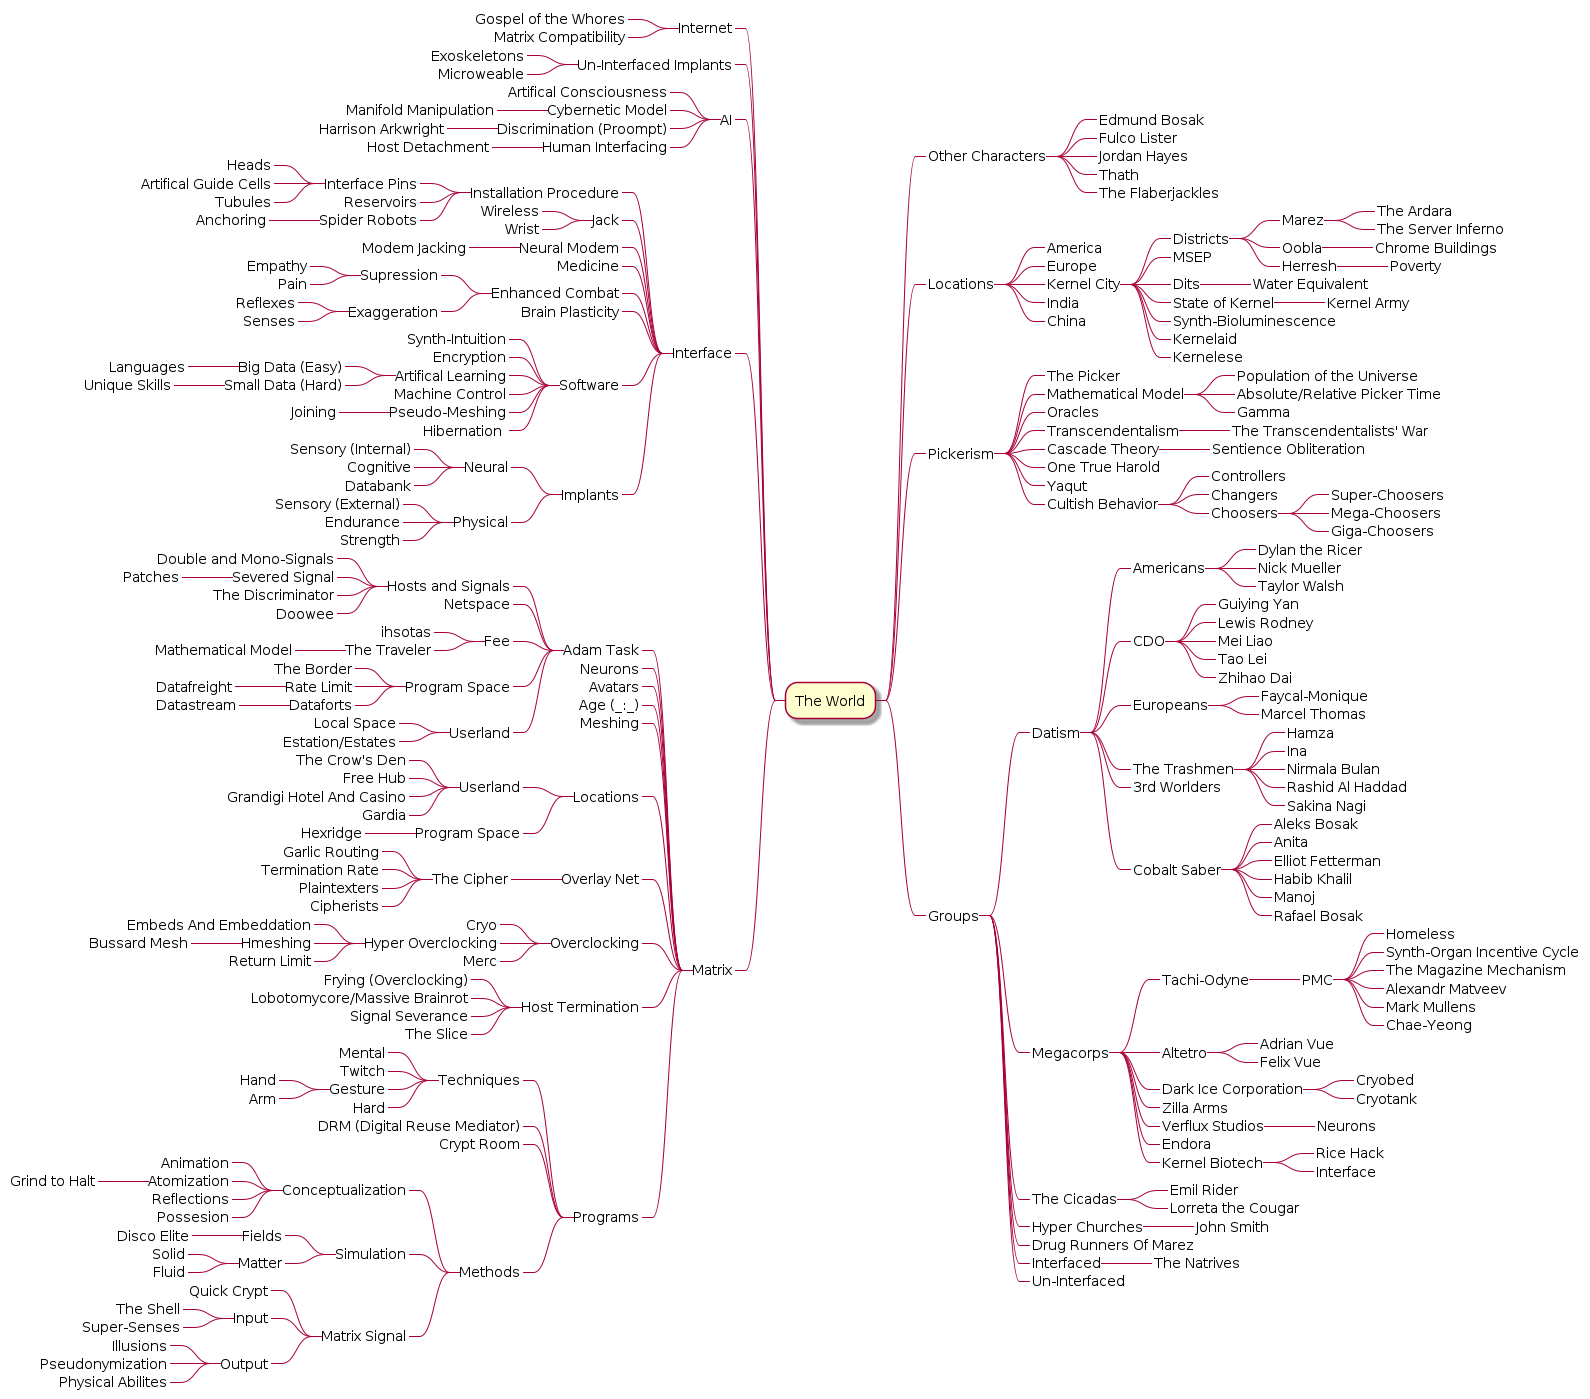 The World
Internet
Gospel of the Whores
Matrix Compatibility
Un-Interfaced Implants
Exoskeletons
Microweable
AI
Artifical Consciousness
Cybernetic Model
Manifold Manipulation
Discrimination (Proompt)
Harrison Arkwright
Human Interfacing
Host Detachment
Interface
Installation Procedure
Interface Pins
Heads
Artifical Guide Cells
Tubules
Reservoirs
Spider Robots
Anchoring
Jack
Wireless
Wrist
Neural Modem
Modem Jacking
Medicine
Enhanced Combat
Supression
Empathy
Pain
Exaggeration
Reflexes
Senses
Brain Plasticity
Software
Synth-Intuition
Encryption
Artifical Learning
Big Data (Easy)
Languages
Small Data (Hard)
Unique Skills
Machine Control
Pseudo-Meshing
Joining
Hibernation
Implants
Neural
Sensory (Internal)
Cognitive
Databank
Physical
Sensory (External)
Endurance
Strength
Matrix
Adam Task
Hosts and Signals
Double and Mono-Signals
Severed Signal
Patches
The Discriminator
Doowee
Netspace
Fee
ihsotas
The Traveler
Mathematical Model
Program Space
The Border
Rate Limit
Datafreight
Dataforts
Datastream
Userland
Local Space
Estation/Estates
Neurons
Avatars
Age (_:_)
Meshing
Locations
Userland
The Crow's Den
Free Hub
Grandigi Hotel And Casino
Gardia
Program Space
Hexridge
Overlay Net
The Cipher
Garlic Routing
Termination Rate
Plaintexters
Cipherists
Overclocking
Cryo
Hyper Overclocking
Embeds And Embeddation
Hmeshing
Bussard Mesh
Return Limit
Merc
Host Termination
Frying (Overclocking)
Lobotomycore/Massive Brainrot
Signal Severance
The Slice
Programs
Techniques
Mental
Twitch
Gesture
Hand
Arm
Hard
DRM (Digital Reuse Mediator)
Crypt Room
Methods
Conceptualization
Animation
Atomization
Grind to Halt
Reflections
Possesion
Simulation
Fields
Disco Elite
Matter
Solid
Fluid
Matrix Signal
Quick Crypt
Input
The Shell
Super-Senses
Output
Illusions
Pseudonymization
Physical Abilites
Other Characters
Edmund Bosak
Fulco Lister
Jordan Hayes
Thath
The Flaberjackles
Locations
America
Europe
Kernel City
Districts
Marez
The Ardara
The Server Inferno
Oobla
Chrome Buildings
Herresh
Poverty
MSEP
Dits
Water Equivalent
State of Kernel
Kernel Army
Synth-Bioluminescence
Kernelaid
Kernelese
India
China
Pickerism
The Picker
Mathematical Model
Population of the Universe
Absolute/Relative Picker Time
Gamma
Oracles
Transcendentalism
The Transcendentalists' War
Cascade Theory
Sentience Obliteration
One True Harold
Yaqut
Cultish Behavior
Controllers
Changers
Choosers
Super-Choosers
Mega-Choosers
Giga-Choosers
Groups
Datism
Americans
Dylan the Ricer
Nick Mueller
Taylor Walsh
CDO
Guiying Yan
Lewis Rodney
Mei Liao
Tao Lei
Zhihao Dai
Europeans
Faycal-Monique
Marcel Thomas
The Trashmen
Hamza
Ina
Nirmala Bulan
Rashid Al Haddad
Sakina Nagi
3rd Worlders
Cobalt Saber
Aleks Bosak
Anita
Elliot Fetterman
Habib Khalil
Manoj
Rafael Bosak
Megacorps
Tachi-Odyne
PMC
Homeless
Synth-Organ Incentive Cycle
The Magazine Mechanism
Alexandr Matveev
Mark Mullens
Chae-Yeong
Altetro
Adrian Vue
Felix Vue
Dark Ice Corporation
Cryobed
Cryotank
Zilla Arms
Verflux Studios
Neurons
Endora
Kernel Biotech
Rice Hack
Interface
The Cicadas
Emil Rider
Lorreta the Cougar
Hyper Churches
John Smith
Drug Runners Of Marez
Interfaced
The Natives
Un-Interfaced